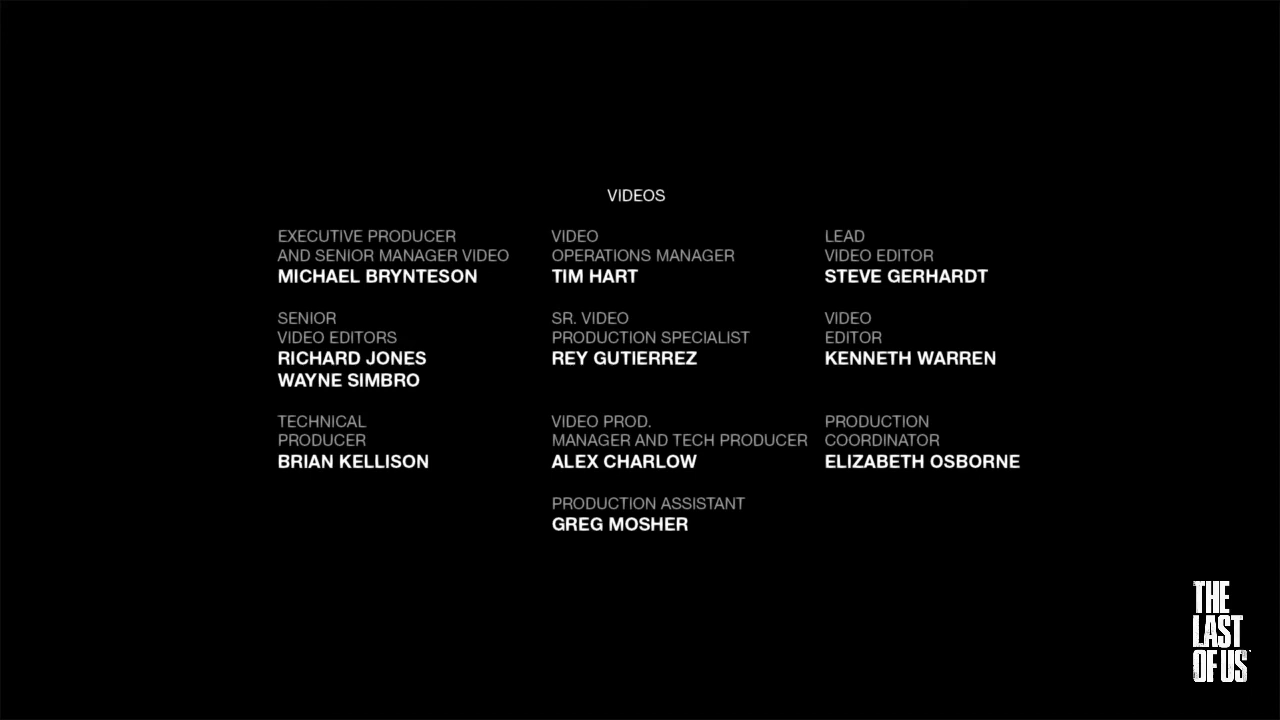 VIDEOS
EXECUTIVE PRODUCER
AND SENIOR MANAGER VIDEO
MICHAEL BRYNTESON
VIDEO
OPERATIONS MANAGER
TIM HART
LEAD
VIDEO EDITOR
STEVE GERHARDT
SENIOR
VIDEO EDITORS
RICHARD JONES
WAYNE SIMBRO
SR. VIDEO
PRODUCTION SPECIALIST
REY GUTIERREZ
VIDEO
EDITOR
KENNETH WARREN
TECHNICAL
PRODUCER
BRIAN KELLISON
VIDEO PROD.
MANAGER AND TECH PRODUCER
ALEX CHARLOW
PRODUCTION
COORDINATOR
ELIZABETH OSBORNE
PRODUCTION ASSISTANT
GREG MOSHER
THE
LAST
OF US